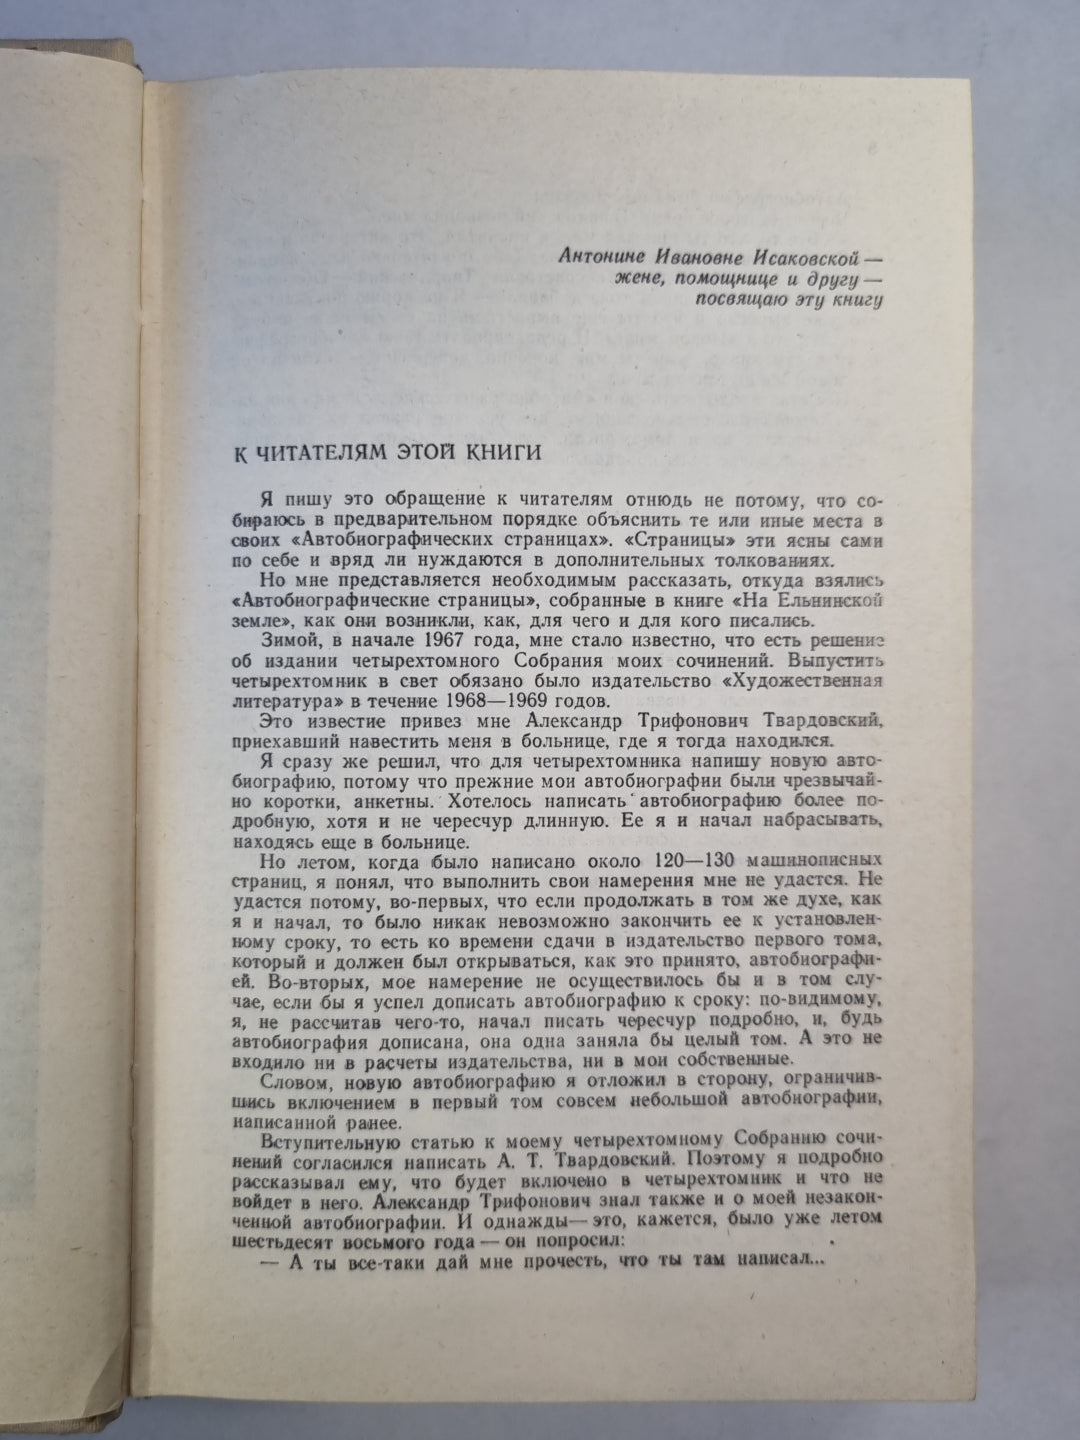 Антонине Ивановне Исаковской —
жене, помощнице и другу —
посвящаю эту книгу
К ЧИТАТЕЛЯМ ЭТОЙ КНИГИ
Я пишу это обращение к читателям отнюдь не потому, что со-
бираюсь в предварительном порядке объяснить те или иные места в
своих «Автобиографических страницах». «Страницы» эти ясны сами
по себе и вряд ли нуждаются в дополнительных толкованиях.
Но мне представляется необходимым рассказать, откуда взялись
«Автобиографические страницы», собранные в книге «На Ельнинской
земле», как они возникли, как, для чего и для кого писались.
Зимой, в начале 1967 года, мне стало известно, что есть решение
об издании четырехтомного Собрания моих сочинений. Выпустить
четырехтомник в свет обязано было издательство «Художественная
литература» в течение 1968—1969 годов.
Это известие привез мне Александр Трифонович Твардовский,
приехавший навестить меня в больнице, где я тогда находился.
Я сразу же решил, что для четырехтомника напишу новую авто-
биографию, потому что прежние мои автобиографии были чрезвычай-
но коротки, анкетны. Хотелось написать автобиографию более по-
дробную, хотя и не чересчур длинную. Ее я и начал набрасывать,
находясь еще в больнице.
Но летом, когда было написано около 120—130 машинописных
страниц, я понял, что выполнить свои намерения мне не удастся. Не
удастся потому, во-первых, что если продолжать в том же духе, как
я и начал, то было никак невозможно закончить ее к установлен-
ному сроку, то есть ко времени сдачи в издательство первого тома,
который и должен был открываться, как это принято, автобиографи-
ей. Во-вторых, мое намерение не осуществилось бы и в том слу-
чае, если бы я успел дописать автобиографию к сроку: по-видимому,
я, не рассчитав чего-то, начал писать чересчур подробно, и, будь
автобиография дописана, она одна заняла бы целый том. А это не
входило ни в расчеты издательства, ни в мои собственные.
Словом, новую автобиографию я отложил в сторону, ограничив-
шись включением в первый том совсем небольшой автобиографии,
написанной ранее.
Вступительную статью к моему четырехтомному Собранию сочи-
нений согласился написать А. Т. Твардовский. Поэтому я подробно
рассказывал ему, что будет включено в четырехтомник и что не
войдет в него. Александр Трифонович знал также и о моей незакон-
ченной автобиографии. И однажды — это, кажется, было уже летом
шестьдесят восьмого года — он попросил:
— А ты все-таки дай мне прочесть, что ты там написал...